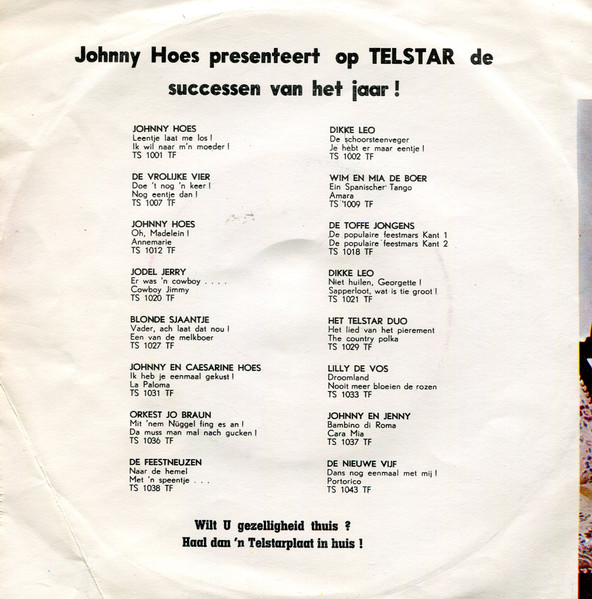 Johnny Hoes presenteert op TELSTAR de
successen van het jaar !
JOHNNY HOES
Leentje laat me los !
Ik wil naar m'n moeder !
TS 1001 TF
DE VROLIJKE VIER
Doe 't nog 'n keer !
Nog eentje dan !
TS 1007 TF
JOHNNY HOES
Oh, Madelein !
Annemarie
TS 1012 TF
JODEL JERRY
Er was 'n cowboy . . . .
Cowboy Jimmy
TS 1020 TF
BLONDE SJAANTJE
Vader, ach laat dat nou !
Een van de melkboer
TS 1027 TF
JOHNNY EN CAESARINE HOES
Ik heb je eenmaal gekust !
La Paloma
TS 1031 TF
ORKEST JO BRAUN
Mit 'nem Nüggel fing es an !
Da muss man mal nach gucken !
TS 1036 TF
DE FEESTNEUZEN
Naar de hemel
Met 'n speentje . . .
TS 1038 TF
DIKKE LEO
De schoorsteenveger
Je hebt er maar eentje !
TS 1002 TF
WIM EN MIA DE BOER
Ein Spanischer Tango
Amara
TS 1009 TF
DE TOFFE JONGENS
De populaire feestmars Kant 1
De populaire feestmars Kant 2
TS 1018 TF
DIKKE LEO
Niet huilen, Georgette !
Sapperloot, wat is tie groot !
TS 1021 TF
HET TELSTAR DUO
Het lied van het pierement
The country polka
TS 1029 TF
LILLY DE VOS
Droomland
Nooit meer bloeien de rozen
TS 1033 TF
JOHNNY EN JENNY
Bambino di Roma
Cara Mia
TS 1037 TF
DE NIEUWE VIJF
Dans nog eenmaal met mij !
Portorico
TS 1043 TF
Wilt U gezelligheid thuis ?
Haal dan 'n Telstarplaat in huis !